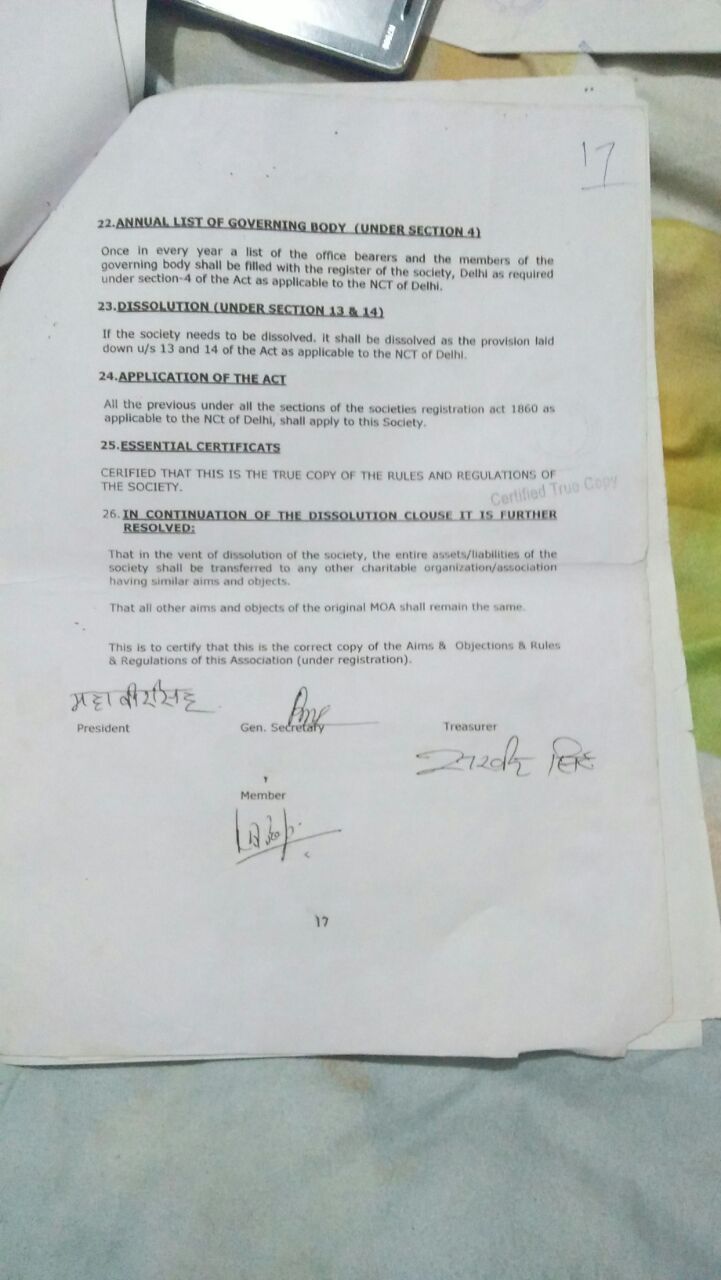 17
22.ANNUAL LIST OF GOVERNING BODY (UNDER SECTION 4)
Once in every year a list of the office bearers and the members of the
governing body shall be filled with the register of the society, Delhi as required
under section-4 of the Act as applicable to the NCT of Delhi.
23.DISSOLUTION (UNDER SECTION 13 & 14)
If the society needs to be dissolved. it shall be dissolved as the provision laid
down u/s 13 and 14 of the Act as applicable to the NCT of Delhi.
24.APPLICATION OF THE ACT
All the previous under all the sections of the societies registration act 1860 as
applicable to the NCt of Delhi, shall apply to this Society.
25.ESSENTIAL CERTIFICATS
CERIFIED THAT THIS IS THE TRUE COPY OF THE RULES AND REGULATIONS OF
THE SOCIETY.
Certified True Copy
26. IN CONTINUATION OF THE DISSOLUTION CLOUSE IT IS FURTHER
RESOLVED:
That in the vent of dissolution of the society, the entire assets/liabilities of the
society shall be transferred to any other charitable organization/association
having similar aims and objects.
That all other aims and objects of the original MOA shall remain the same.
This is to certify that this is the correct copy of the Aims & Objections & Rules
& Regulations of this Association (under registration).
महाबीरसिंह
President Gen. Secretary Treasurer
सिंह
Member
17